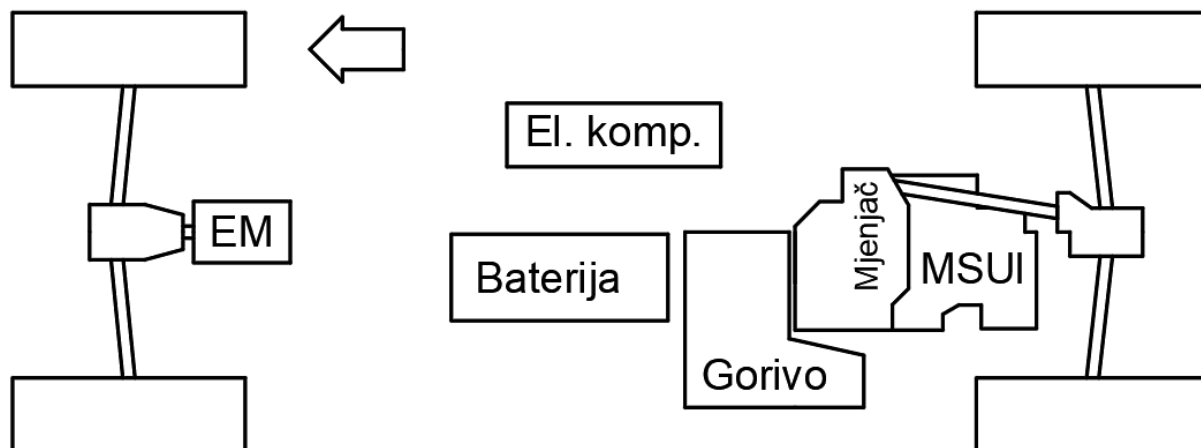 El. komp.
EM
Mjenjač
MSUI
Baterija
Gorivo